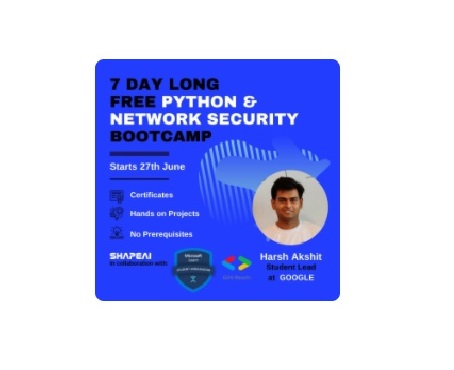 7 DAY LONG
FREE PYTHON &
NETWORK SECURITY
BOOTCAMP
Starts 27th June
Certificates
Hands on Projects
No Prerequisites
SHAPEAI
in collaboration with:
Microsoft
Harsh Akshit
Student Lead
at GOOGLE